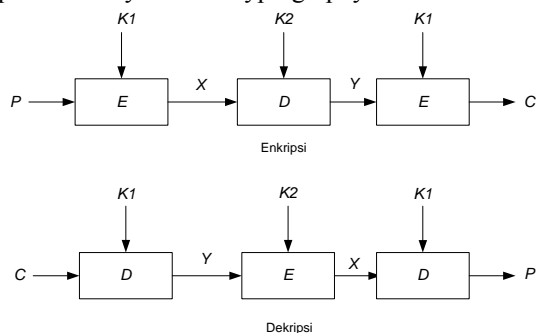 K1 K2 K1
X Y
P E D E C
Enkripsi
K1 K2 K1
Y X
C D E D P
Dekripsi